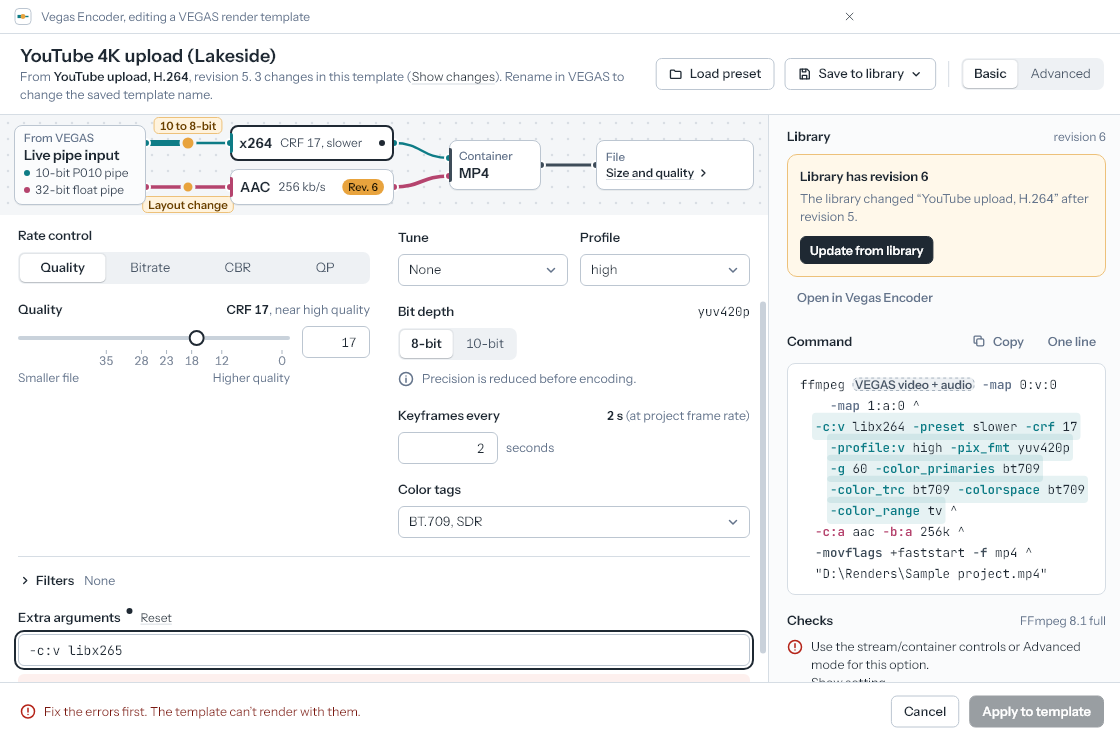 Vegas Encoder, editing a VEGAS render template
YouTube 4K upload (Lakeside)
From YouTube upload, H.264, revision 5. 3 changes in this template (Show changes). Rename in VEGAS to
change the saved template name.
Load preset
Save to library
Basic
Advanced
From VEGAS
Live pipe input
10-bit P010 pipe
32-bit float pipe
10 to 8-bit
Layout change
x264 CRF 17, slower
AAC 256 kb/s Rev. 6
Container
MP4
File
Size and quality
Rate control
Quality Bitrate CBR QP
Quality CRF 17, near high quality
17
35 28 23 18 12 0
Smaller file Higher quality
Tune
None
Profile
high
Bit depth yuv420p
8-bit 10-bit
Precision is reduced before encoding.
Keyframes every 2 s (at project frame rate)
2 seconds
Color tags
BT.709, SDR
Filters None
Extra arguments Reset
-c:v libx265
Library revision 6
Library has revision 6
The library changed “YouTube upload, H.264” after
revision 5.
Update from library
Open in Vegas Encoder
Command Copy One line
ffmpeg VEGAS video + audio -map 0:v:0
-map 1:a:0 ^
-c:v libx264 -preset slower -crf 17
-profile:v high -pix_fmt yuv420p
-g 60 -color_primaries bt709
-color_trc bt709 -colorspace bt709
-color_range tv ^
-c:a aac -b:a 256k ^
-movflags +faststart -f mp4 ^
"D:\Renders\Sample project.mp4"
Checks FFmpeg 8.1 full
Use the stream/container controls or Advanced
mode for this option.
Show setting
Fix the errors first. The template can’t render with them.
Cancel
Apply to template